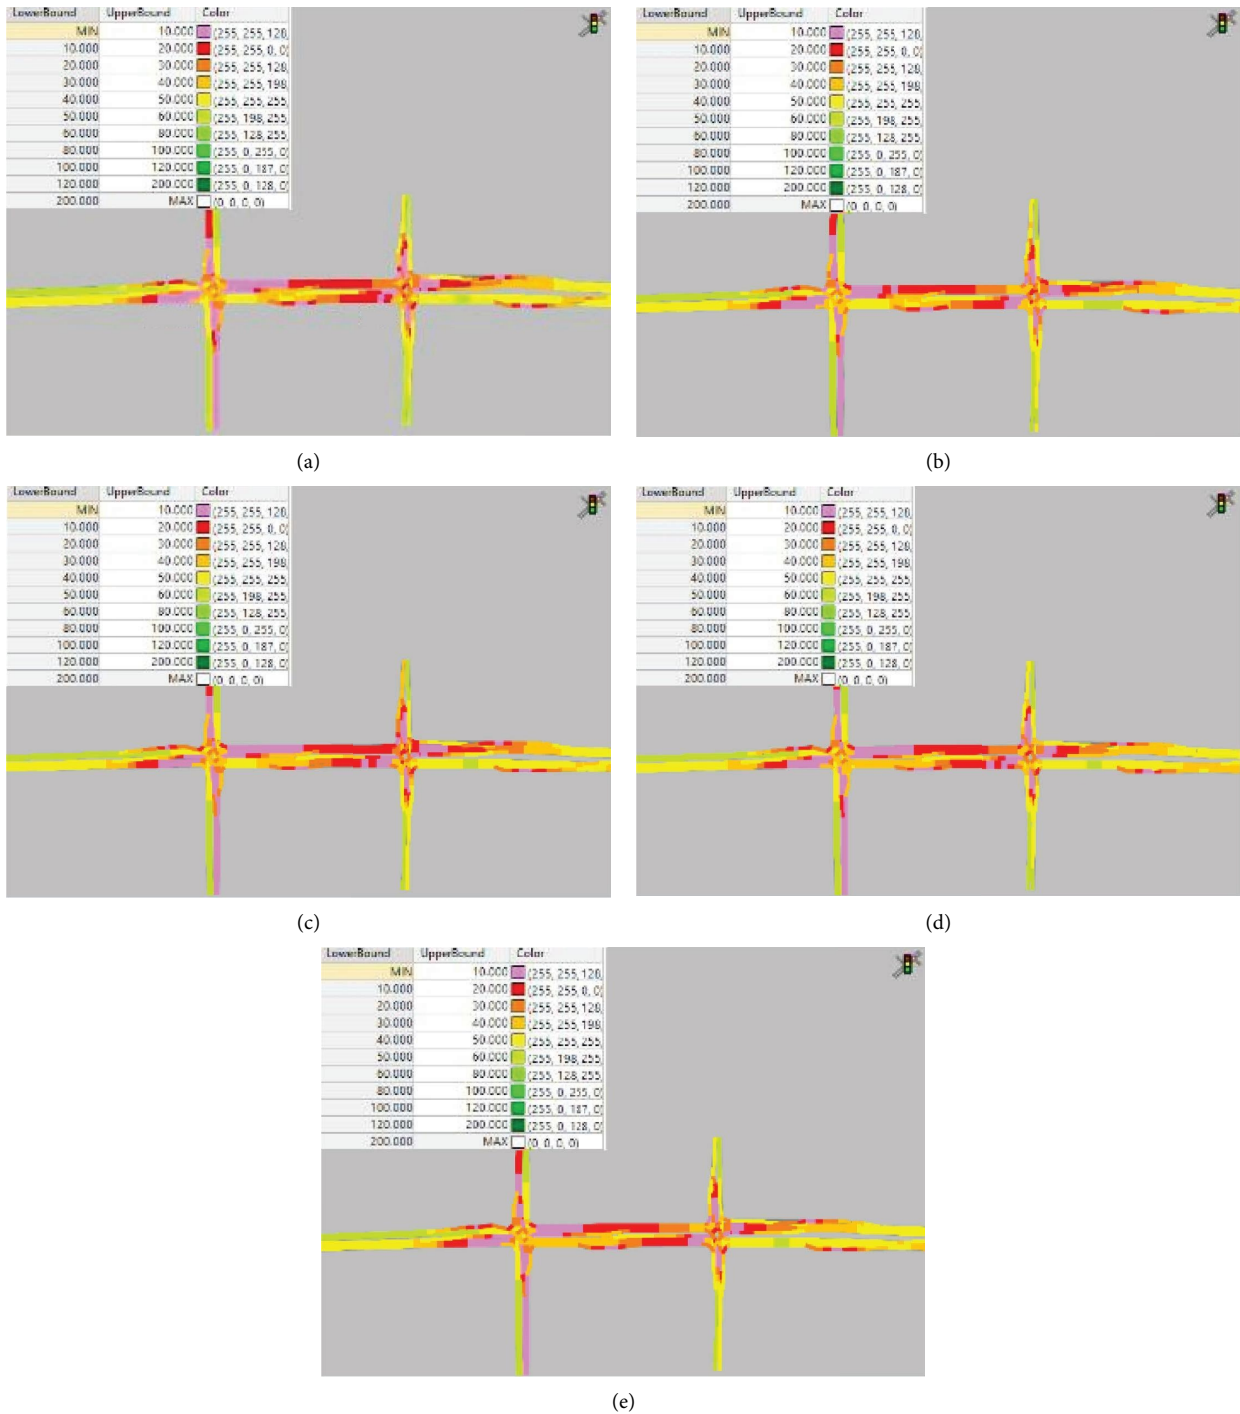 LowerBound UpperBound Color
MIN 10.000 (255, 255, 128,
10.000 20.000 (255, 255, 0, 0)
20.000 30.000 (255, 255, 128,
30.000 40.000 (255, 255, 198,
40.000 50.000 (255, 255, 255,
50.000 60.000 (255, 198, 255,
60.000 80.000 (255, 128, 255,
80.000 100.000 (255, 0, 255, 0)
100.000 120.000 (255, 0, 187, 0)
120.000 200.000 (255, 0, 128, 0)
200.000 MAX (0, 0, 0, 0)
(a)
LowerBound UpperBound Color
MIN 10.000 (255, 255, 128,
10.000 20.000 (255, 255, 0, 0)
20.000 30.000 (255, 255, 128,
30.000 40.000 (255, 255, 198,
40.000 50.000 (255, 255, 255,
50.000 60.000 (255, 198, 255,
60.000 80.000 (255, 128, 255,
80.000 100.000 (255, 0, 255, 0)
100.000 120.000 (255, 0, 187, 0)
120.000 200.000 (255, 0, 128, 0)
200.000 MAX (0, 0, 0, 0)
(b)
LowerBound UpperBound Color
MIN 10.000 (255, 255, 128,
10.000 20.000 (255, 255, 0, 0)
20.000 30.000 (255, 255, 128,
30.000 40.000 (255, 255, 198,
40.000 50.000 (255, 255, 255,
50.000 60.000 (255, 198, 255,
60.000 80.000 (255, 128, 255,
80.000 100.000 (255, 0, 255, 0)
100.000 120.000 (255, 0, 187, 0)
120.000 200.000 (255, 0, 128, 0)
200.000 MAX (0, 0, 0, 0)
(c)
LowerBound UpperBound Color
MIN 10.000 (255, 255, 128,
10.000 20.000 (255, 255, 0, 0)
20.000 30.000 (255, 255, 128,
30.000 40.000 (255, 255, 198,
40.000 50.000 (255, 255, 255,
50.000 60.000 (255, 198, 255,
60.000 80.000 (255, 128, 255,
80.000 100.000 (255, 0, 255, 0)
100.000 120.000 (255, 0, 187, 0)
120.000 200.000 (255, 0, 128, 0)
200.000 MAX (0, 0, 0, 0)
(d)
LowerBound UpperBound Color
MIN 10.000 (255, 255, 128,
10.000 20.000 (255, 255, 0, 0)
20.000 30.000 (255, 255, 128,
30.000 40.000 (255, 255, 198,
40.000 50.000 (255, 255, 255,
50.000 60.000 (255, 198, 255,
60.000 80.000 (255, 128, 255,
80.000 100.000 (255, 0, 255, 0)
100.000 120.000 (255, 0, 187, 0)
120.000 200.000 (255, 0, 128, 0)
200.000 MAX (0, 0, 0, 0)
(e)